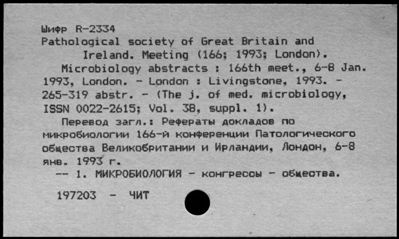 Шифр R-2334
Pathological society of Great Britain and
Ireland. Meeting (166; 1993; London).
Microbiology abstracts : 166th meet., 6-8 Jan.
1993, London. - London : Livingstone, 1993. -
265-319 abstr. - (The j. of med. microbiology,
ISSN 0022-2615; Vol. 38, suppl. 1).
Перевод загл.: Рефераты докладов по
микробиологии 166-й конференции Патологического
общества Великобритании и Ирландии, Лондон, 6-8
янв. 1993 г.
-- 1. МИКРОБИОЛОГИЯ - конгрессы - общества.
197203 - ЧИТ